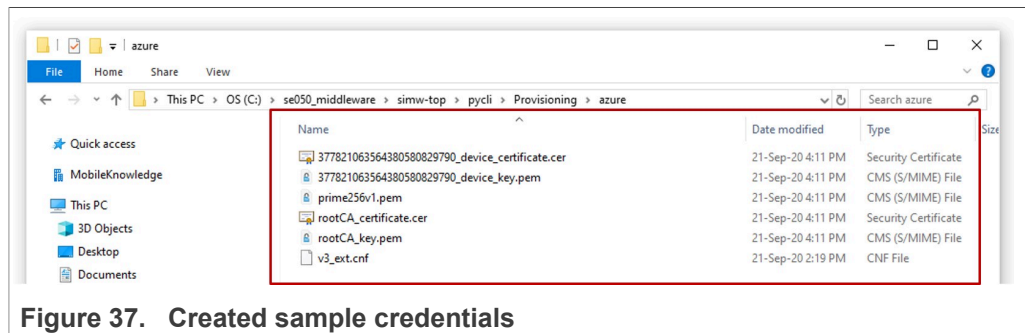 azure
File Home Share View
This PC > OS (C:) > se050_middleware > simw-top > pycli > Provisioning > azure Search azure
Name Date modified Type Size
Quick access
377821063564380580829790_device_certificate.cer 21-Sep-20 4:11 PM Security Certificate
MobileKnowledge
377821063564380580829790_device_key.pem 21-Sep-20 4:11 PM CMS (S/MIME) File
prime256v1.pem 21-Sep-20 4:11 PM CMS (S/MIME) File
This PC
rootCA_certificate.cer 21-Sep-20 4:11 PM Security Certificate
3D Objects
rootCA_key.pem 21-Sep-20 4:11 PM CMS (S/MIME) File
Desktop
v3_ext.cnf 21-Sep-20 2:19 PM CNF File
Documents
Figure 37. Created sample credentials